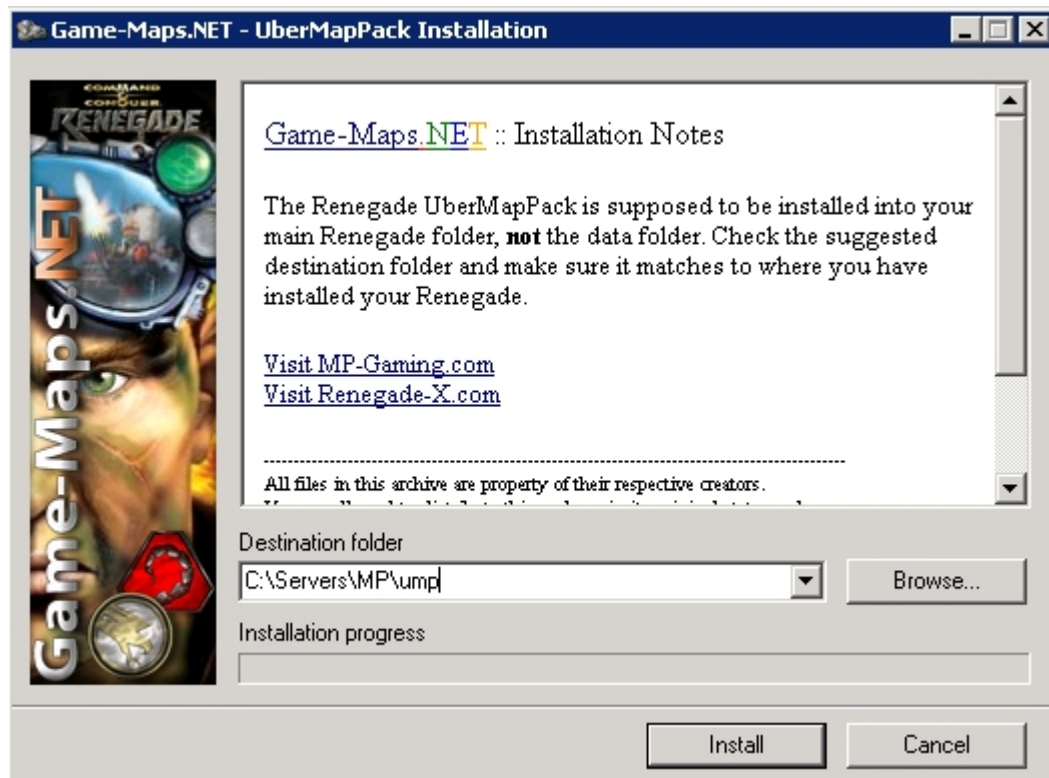 Game-Maps.NET - UberMapPack Installation
COMMAND
CONQUER
RENEGADE
Game-Maps.NET
Game-Maps.NET :: Installation Notes
The Renegade UberMapPack is supposed to be installed into your
main Renegade folder, not the data folder. Check the suggested
destination folder and make sure it matches to where you have
installed your Renegade.
Visit MP-Gaming.com
Visit Renegade-X.com
All files in this archive are property of their respective creators.
Destination folder
C:\Servers\MP\ump
Browse...
Installation progress
Install
Cancel